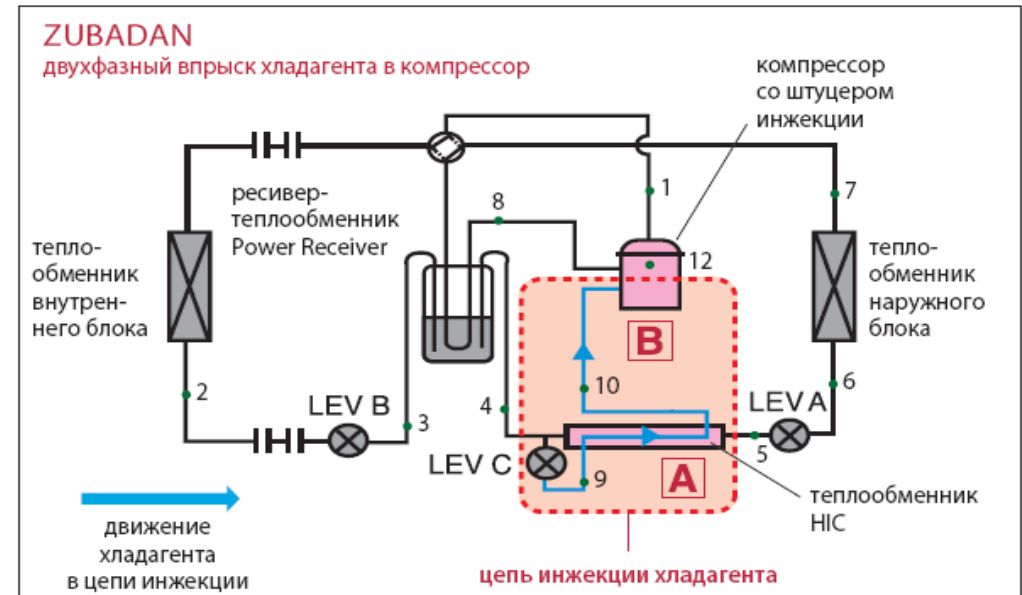 ZUBADAN
двухфазный впрыск хладагента в компрессор
компрессор
со штуцером
инжекции
ресивер-
теплообменник
Power Receiver
8
1
7
12
тепло-
обменник
внутрен-
него блока
тепло-
обменник
наружного
блока
B
10
2
LEV B
3
4
LEV A
6
5
LEV C
9
A
теплообменник
HIC
движение
хладагента
в цепи инжекции
цепь инжекции хладагента